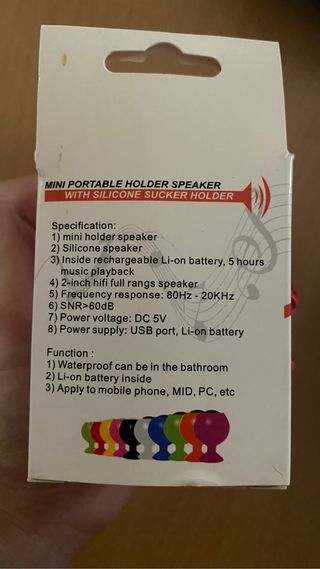 MINI PORTABLE HOLDER SPEAKER
WITH SILICONE SUCKER HOLDER
Specification:
1) mini holder speaker
2) Silicone speaker
3) Inside rechargeable Li-on battery, 5 hours
music playback
4) 2-inch hifi full rangs speaker
5) Frequency response: 80Hz - 20KHz
6) SNR>60dB
7) Power voltage: DC 5V
8) Power supply: USB port, Li-on battery
Function :
1) Waterproof can be in the bathroom
2) Li-on battery inside
3) Apply to mobile phone, MID, PC, etc